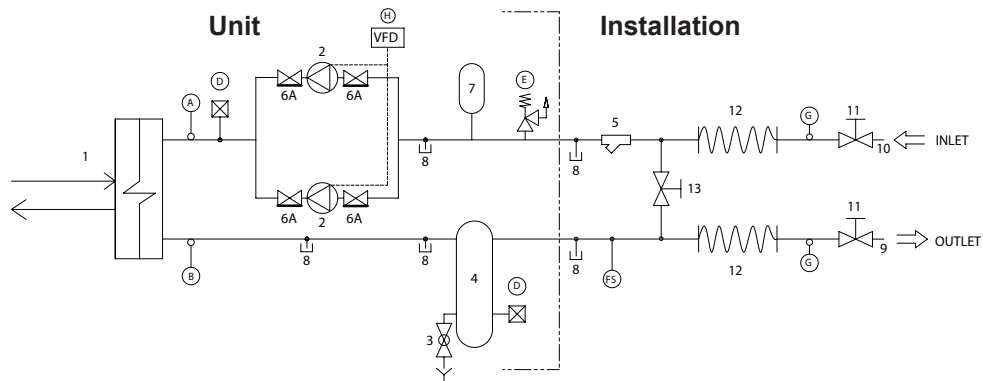 Unit
Installation
H
VFD
2
D
6A
6A
7
E
A
5
12
G
11
10
INLET
1
8
8
13
6A
6A
2
11
9
OUTLET
8
8
8
12
G
B
4
FS
D
3